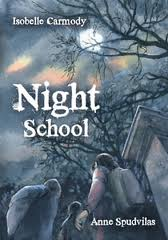 Isobelle Carmody
Night
School
Anne Spudvilas